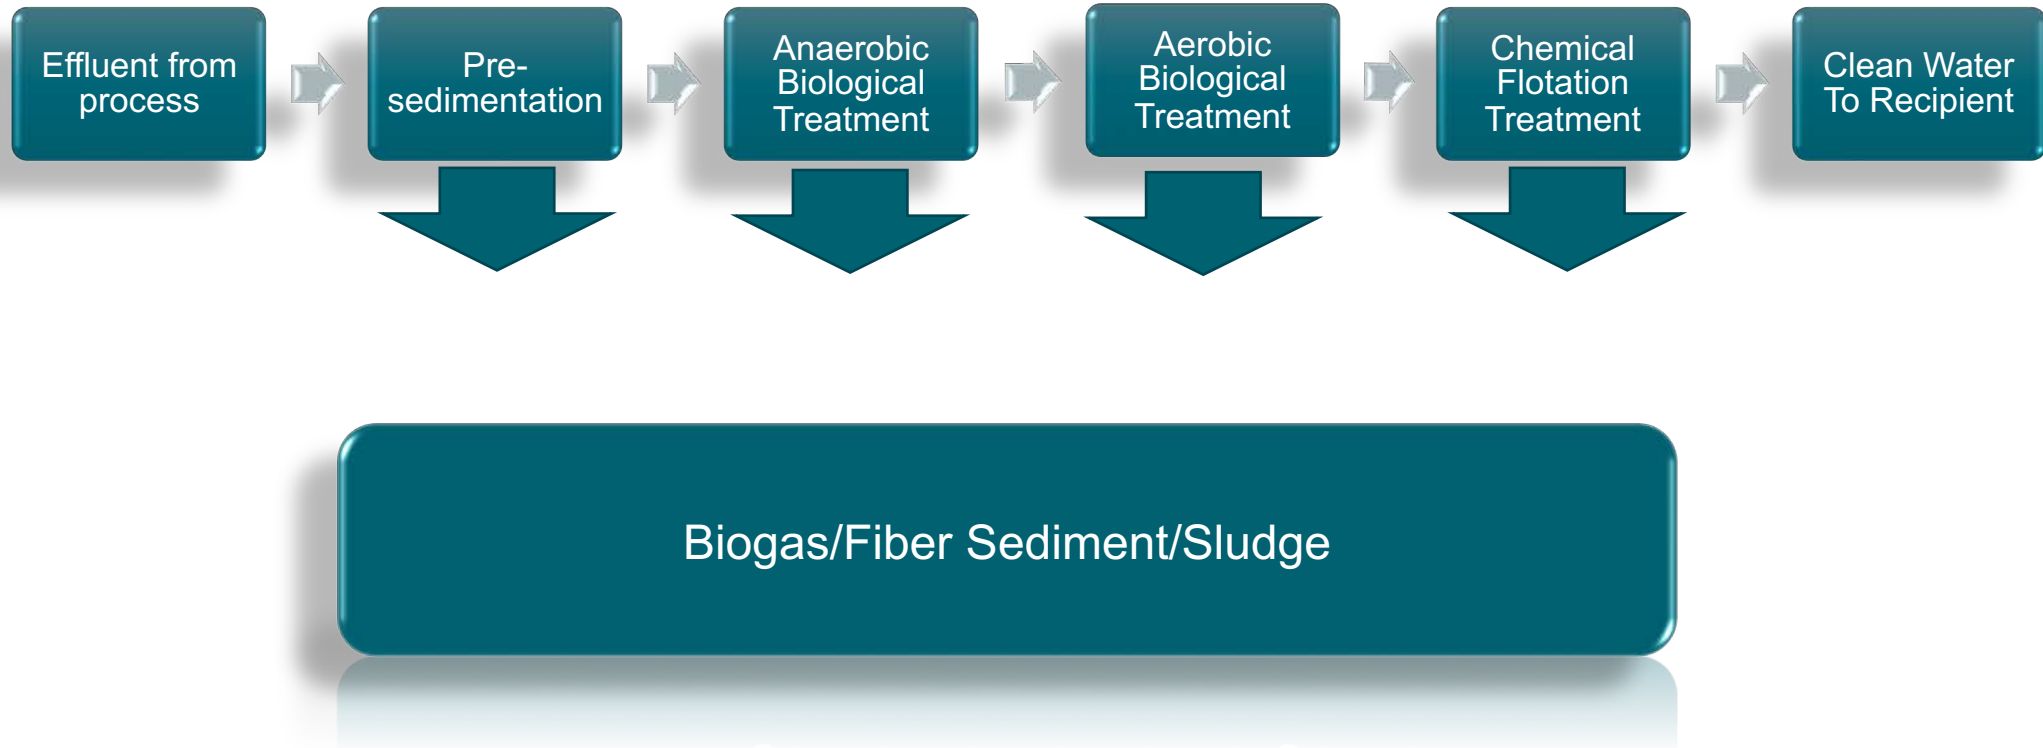 Effluent from
process
Pre-
sedimentation
Anaerobic
Biological
Treatment
Aerobic
Biological
Treatment
Chemical
Flotation
Treatment
Clean Water
To Recipient
Biogas/Fiber Sediment/Sludge